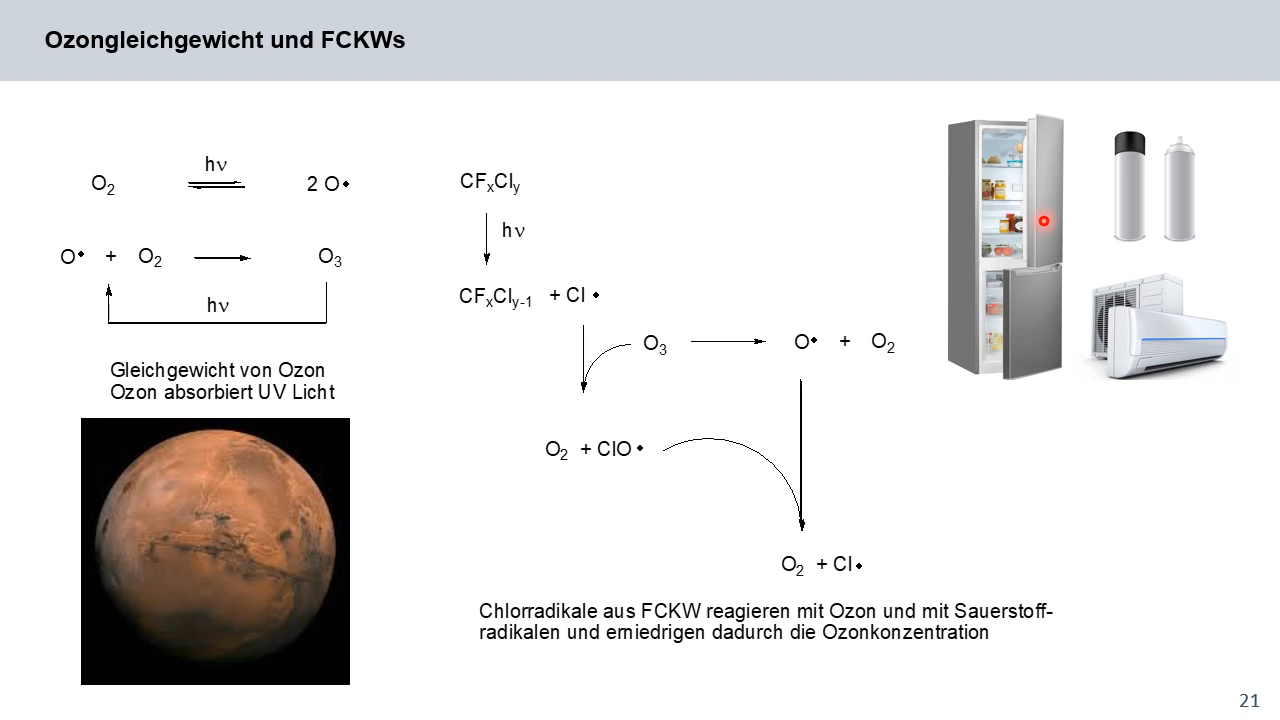 Ozongleichgewicht und FCKWs
hν
O₂ 2 O•
O• + O₂ O₃
hν
Gleichgewicht von Ozon
Ozon absorbiert UV Licht
CFₓClᵧ
hν
CFₓClᵧ₋₁ + Cl •
O₃ O• + O₂
O₂ + ClO •
O₂ + Cl•
Chlorradikale aus FCKW reagieren mit Ozon und mit Sauerstoff-
radikalen und erniedrigen dadurch die Ozonkonzentration
21